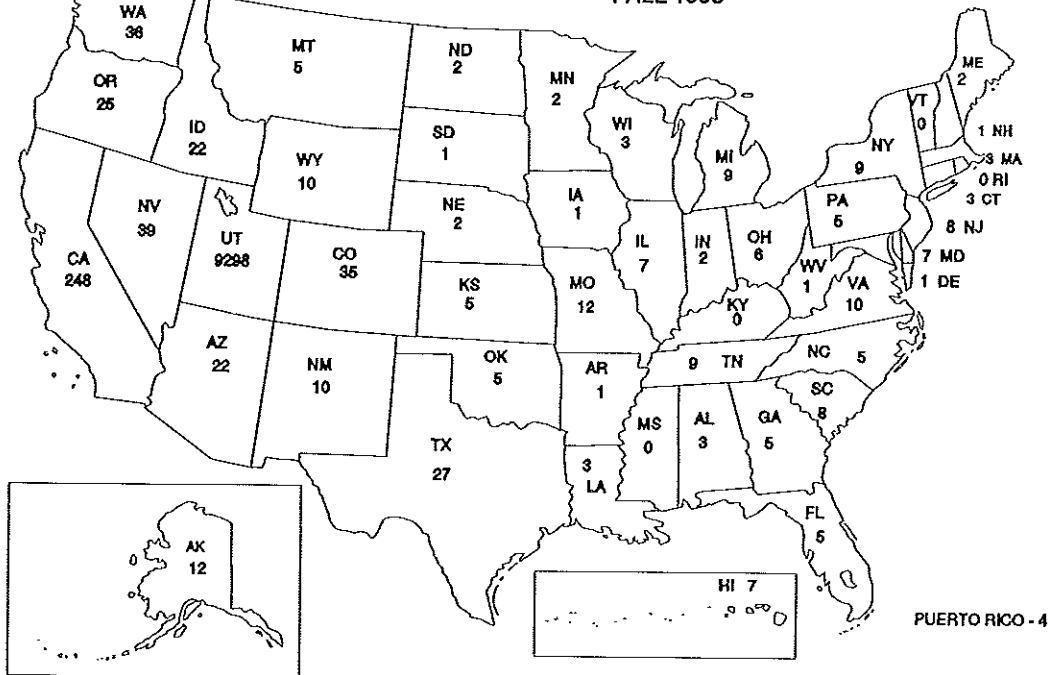 WA
36
MT
5
ND
2
MN
2
ME
2
OR
25
ID
22
SD
1
WI
3
MI
9
VT
0
NY
9
1 NH
3 MA
0 RI
3 CT
WY
10
NE
2
IA
1
PA
5
8 NJ
7 MD
1 DE
NV
39
UT
9298
CO
35
IL
7
IN
2
OH
6
WV
1
VA
10
CA
248
KS
5
MO
12
KY
0
AZ
22
NM
10
OK
5
AR
1
9 TN
NC 5
SC
8
TX
27
MS
0
AL
3
GA
5
3
LA
FL
5
AK
12
HI 7
PUERTO RICO - 4